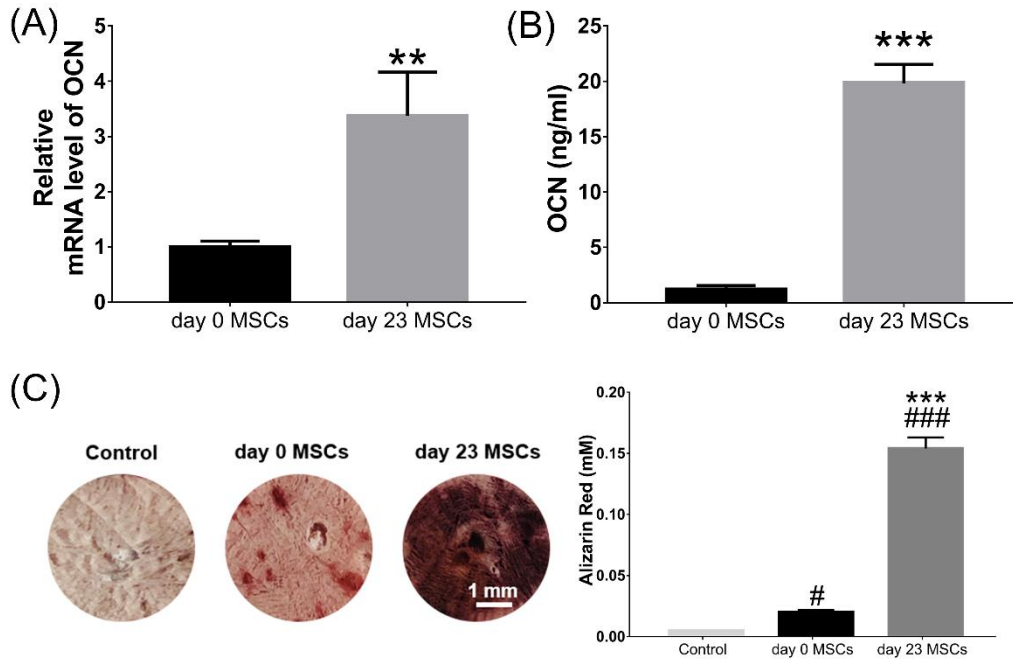 (A)
Relative
mRNA level of OCN
5
4
3
2
1
0
**
day 0 MSCs
day 23 MSCs
(B)
OCN (ng/ml)
25
20
15
10
5
0
***
day 0 MSCs
day 23 MSCs
(C)
Control
day 0 MSCs
day 23 MSCs
1 mm
Alizarin Red (mM)
0.20
0.15
0.10
0.05
0.00
#
***
###
Control
day 0 MSCs
day 23 MSCs